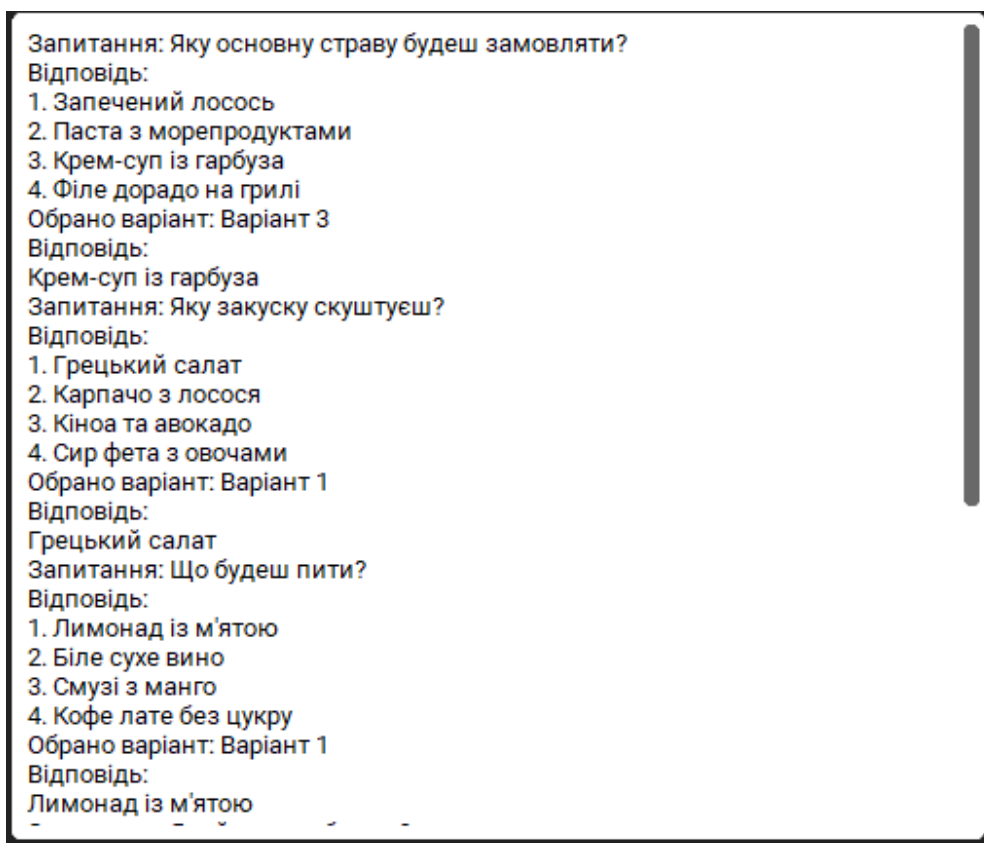 Запитання: Яку основну страву будеш замовляти?
Відповідь:
1. Запечений лосось
2. Паста з морепродуктами
3. Крем-суп із гарбуза
4. Філе дорадо на грилі
Обрано варіант: Варіант 3
Відповідь:
Крем-суп із гарбуза
Запитання: Яку закуску скуштуєш?
Відповідь:
1. Грецький салат
2. Карпачо з лосося
3. Кіноа та авокадо
4. Сир фета з овочами
Обрано варіант: Варіант 1
Відповідь:
Грецький салат
Запитання: Що будеш пити?
Відповідь:
1. Лимонад із м'ятою
2. Біле сухе вино
3. Смузі з манго
4. Кофе лате без цукру
Обрано варіант: Варіант 1
Відповідь:
Лимонад із м'ятою